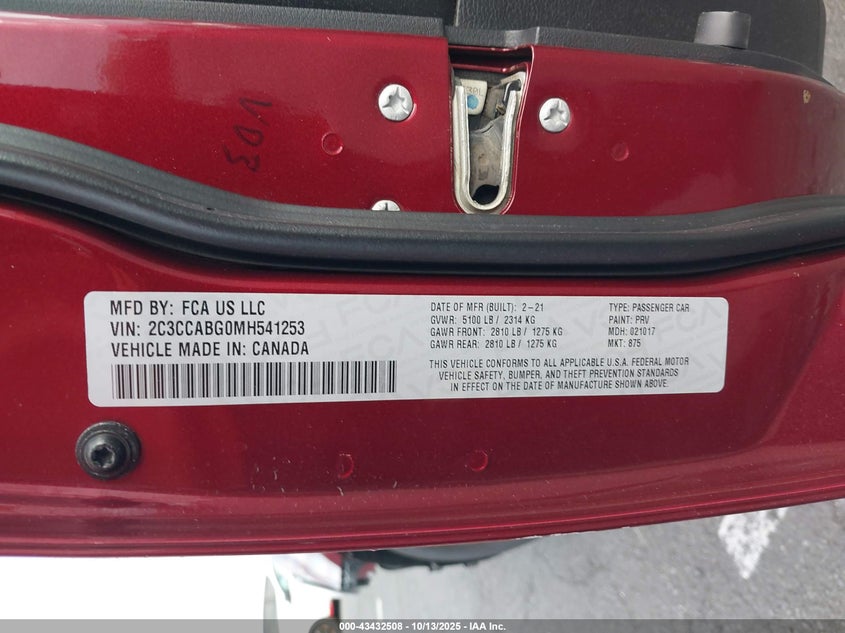 3PL
V03
MFD BY: FCA US LLC
VIN: 2C3CCABG0MH541253
VEHICLE MADE IN: CANADA
DATE OF MFR (BUILT): 2-21
GVWR: 5100 LB / 2314 KG
GAWR FRONT: 2810 LB / 1275 KG
GAWR REAR: 2810 LB / 1275 KG
TYPE: PASSENGER CAR
PAINT: PRV
MDH: 021017
MKT: 875
THIS VEHICLE CONFORMS TO ALL APPLICABLE U.S.A. FEDERAL MOTOR
VEHICLE SAFETY, BUMPER, AND THEFT PREVENTION STANDARDS
IN EFFECT ON THE DATE OF MANUFACTURE SHOWN ABOVE:
000-43432508 | 10/13/2025 - IAA Inc.